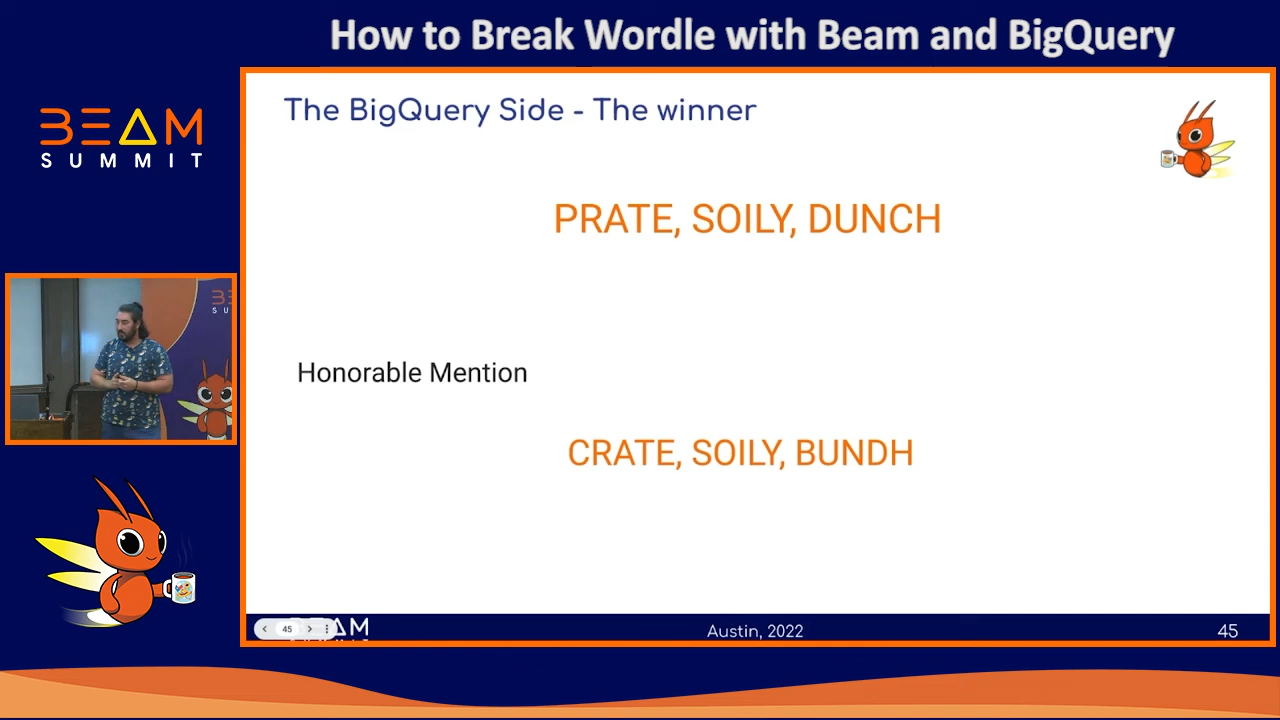 How to Break Wordle with Beam and BigQuery
BEAM
SUMMIT
The BigQuery Side - The winner
PRATE, SOILY, DUNCH
Honorable Mention
CRATE, SOILY, BUNDH
45
Austin, 2022
45